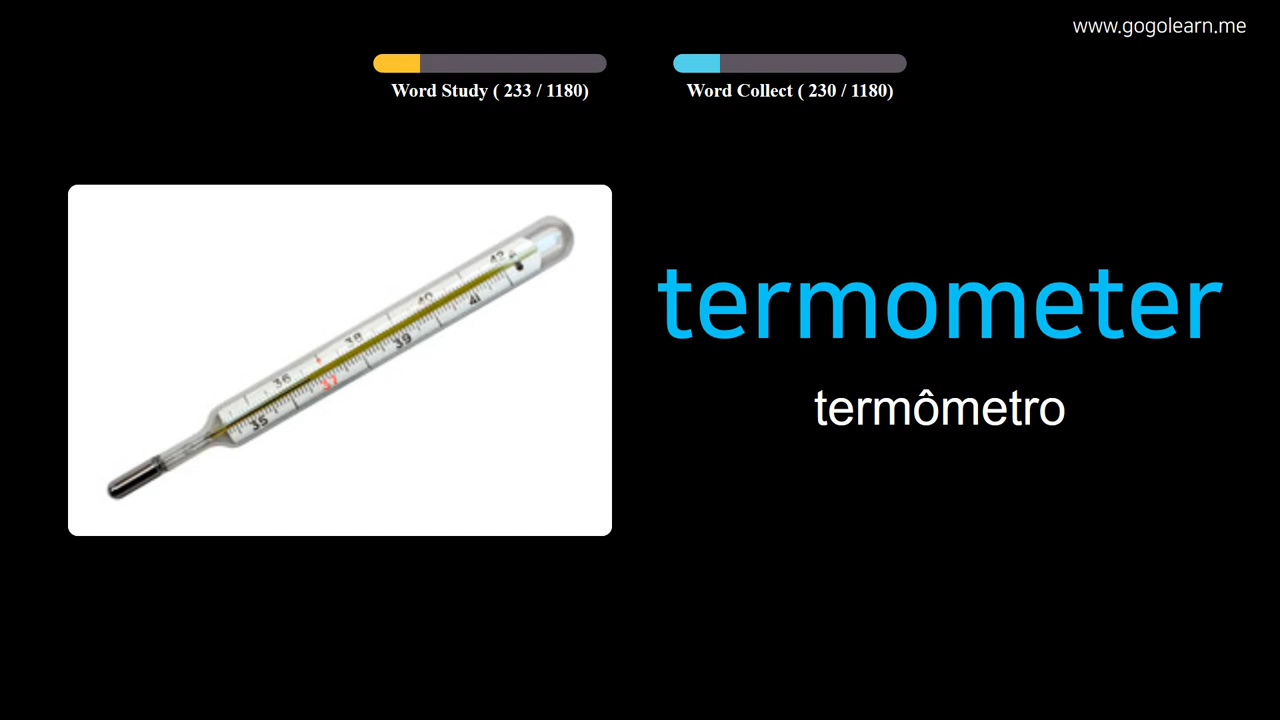 www.gogolearn.me
Word Study ( 233 / 1180)
Word Collect ( 230 / 1180)
termometer
termômetro
42
40
41
38
39
36
37
35